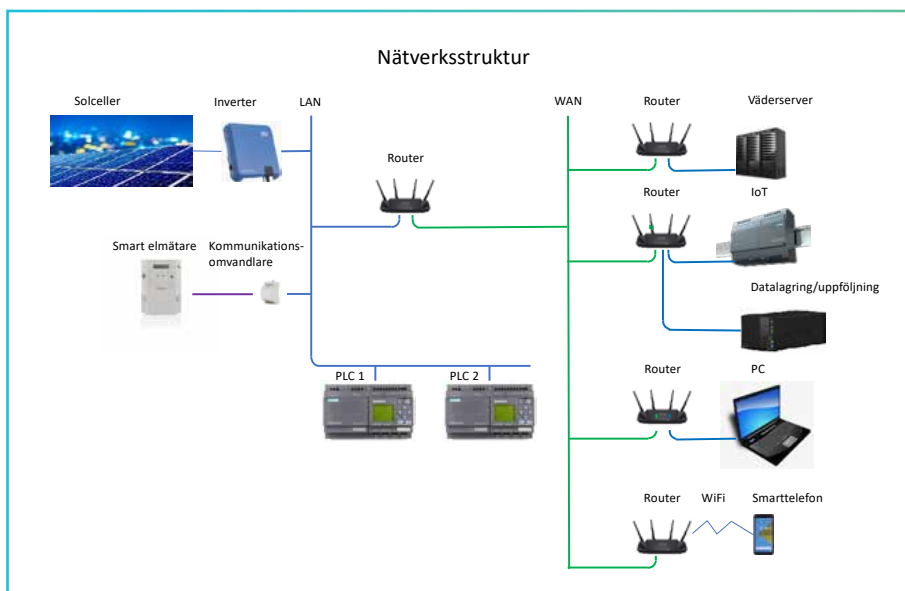 Nätverksstruktur
Solceller
Inverter
LAN
WAN
Router
Väderserver
Router
Router
IoT
Smart elmätare
Kommunikations-
omvandlare
Datalagring/uppföljning
PLC 1
PLC 2
Router
PC
Router
WiFi
Smarttelefon